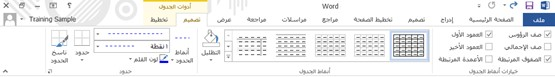 Training Sample
أدوات الجدول
Word
ملف
الصفحة الرئيسية
إدراج
تصميم
تخطيط الصفحة
مراجع
مراسلات
مراجعة
عرض
تصميم
تخطيط
صف الرؤوس
العمود الأول
صف الإجمالي
العمود الأخير
الصفوف المرتبطة
الأعمدة المرتبطة
خيارات أنماط الجدول
أنماط الجدول
التظليل
أنماط الحدود
½ نقطة
لون القلم
حدود
ناسخ الحدود
حدود